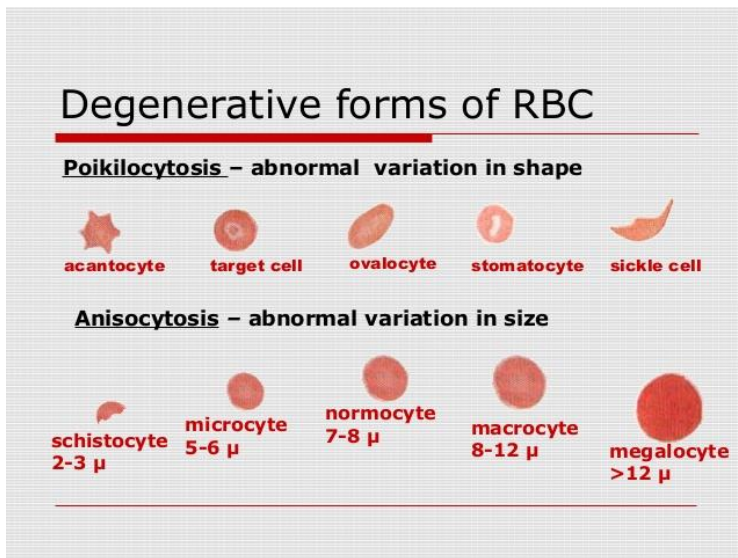 Degenerative forms of RBC
Poikilocytosis – abnormal variation in shape
acantocyte
target cell
ovalocyte
stomatocyte
sickle cell
Anisocytosis – abnormal variation in size
schistocyte
2-3 µ
microcyte
5-6 µ
normocyte
7-8 µ
macrocyte
8-12 µ
megalocyte
>12 µ